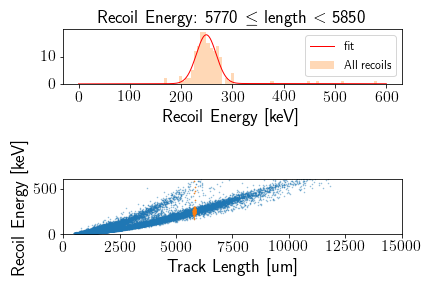 Recoil Energy: 5770 ≤ length < 5850
10
0
fit
All recoils
0 100 200 300 400 500 600
Recoil Energy [keV]
Recoil Energy [keV]
500
0
0 2500 5000 7500 10000 12500 15000
Track Length [um]